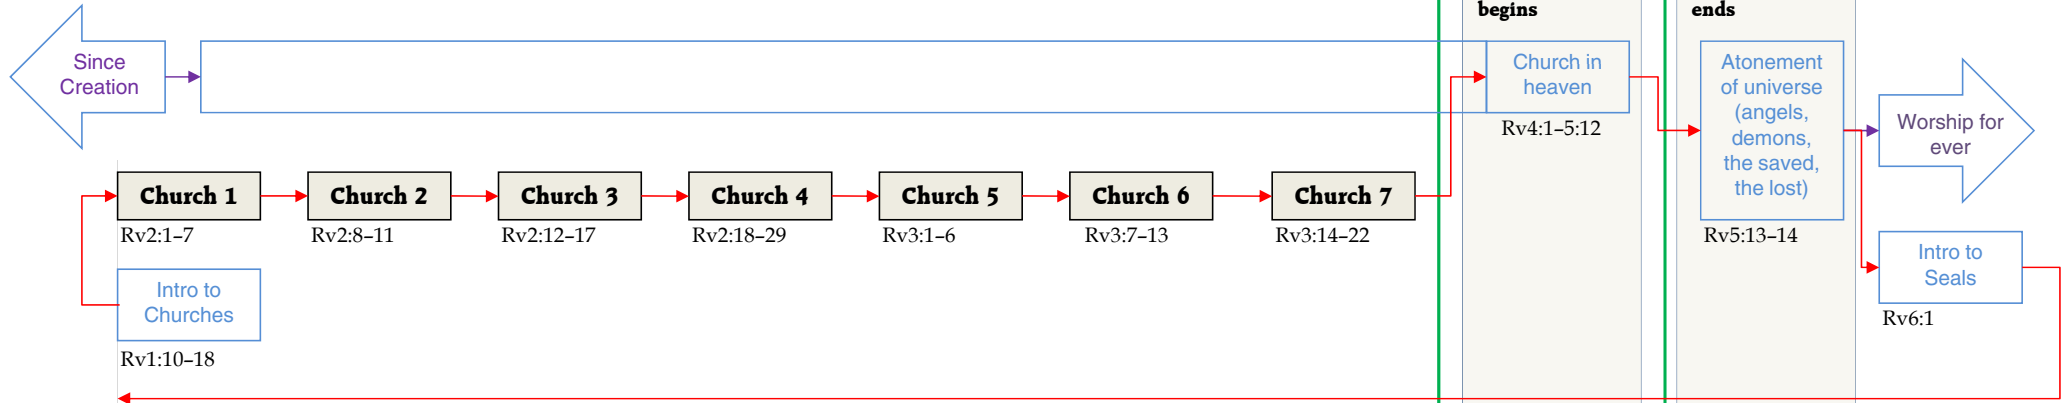 begins
ends
Since
Creation
Church in
heaven
Rv4:1–5:12
Atonement
of universe
(angels,
demons,
the saved,
the lost)
Rv5:13–14
Worship for
ever
Church 1
Church 2
Church 3
Church 4
Church 5
Church 6
Church 7
Rv2:1–7
Rv2:8–11
Rv2:12–17
Rv2:18–29
Rv3:1–6
Rv3:7–13
Rv3:14–22
Intro to
Churches
Rv1:10–18
Intro to
Seals
Rv6:1